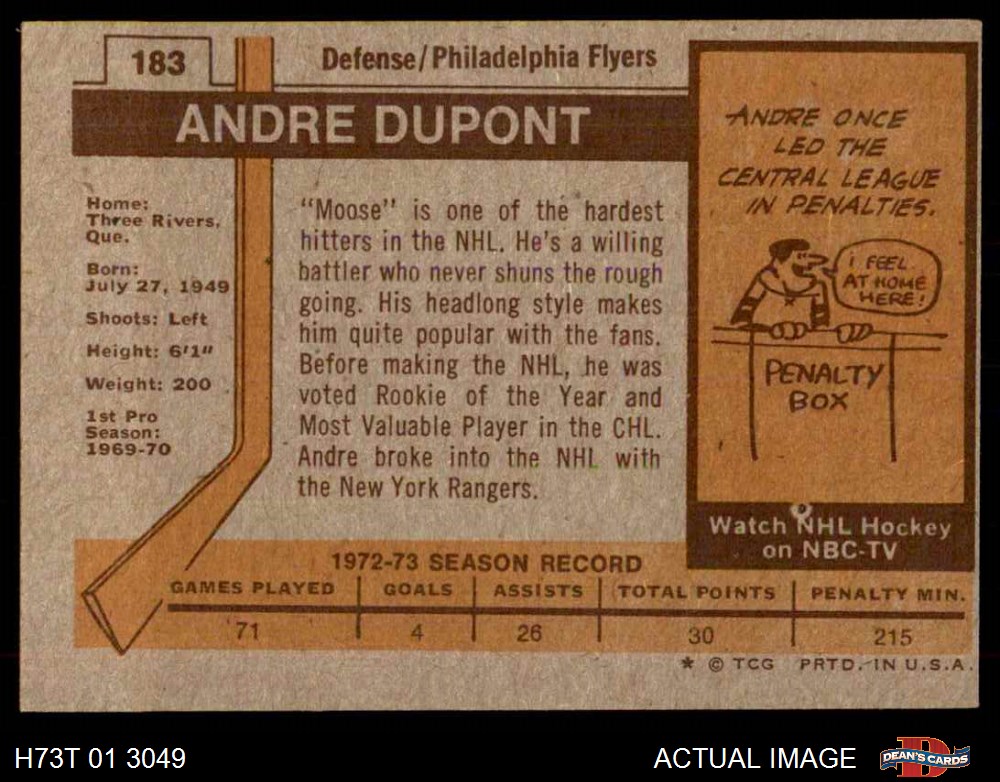 183
Defense/Philadelphia Flyers
ANDRE DUPONT
Home:
Three Rivers,
Que.
Born:
July 27, 1949
Shoots: Left
Height: 6'1"
Weight: 200
1st Pro
Season:
1969-70
"Moose" is one of the hardest
hitters in the NHL. He's a willing
battler who never shuns the rough
going. His headlong style makes
him quite popular with the fans.
Before making the NHL, he was
voted Rookie of the Year and
Most Valuable Player in the CHL.
Andre broke into the NHL with
the New York Rangers.
ANDRE ONCE
LED THE
CENTRAL LEAGUE
IN PENALTIES.
I FEEL
AT HOME
HERE!
PENALTY
BOX
Watch NHL Hockey
on NBC-TV
1972-73 SEASON RECORD
GAMES PLAYED GOALS ASSISTS TOTAL POINTS PENALTY MIN.
71 4 26 30 215
* © TCG PRTD. IN U.S.A.
H73T 01 3049 ACTUAL IMAGE DEAN'S CARDS